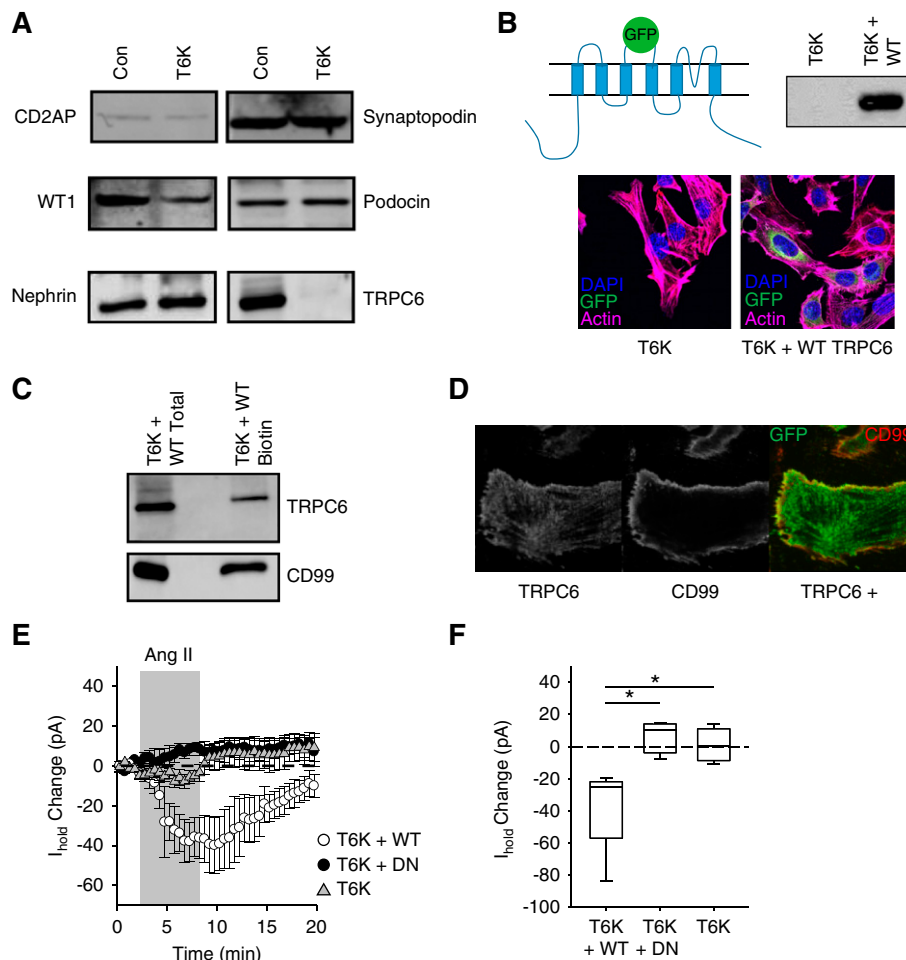 A
Con
T6K
Con
T6K
CD2AP
Synaptopodin
WT1
Podocin
Nephrin
TRPC6
B
GFP
T6K
T6K +
WT
DAPI
GFP
Actin
DAPI
GFP
Actin
T6K
T6K + WT TRPC6
C
T6K +
WT Total
T6K + WT
Biotin
TRPC6
CD99
D
GFP
CD99
TRPC6
CD99
TRPC6 +
E
Ang II
Ihold Change (pA)
40
20
0
-20
-40
-60
T6K + WT
T6K + DN
T6K
0
5
10
15
20
Time (min)
F
Ihold Change (pA)
40
20
0
-20
-40
-60
-80
-100
*
*
T6K
+ WT
T6K
+ DN
T6K